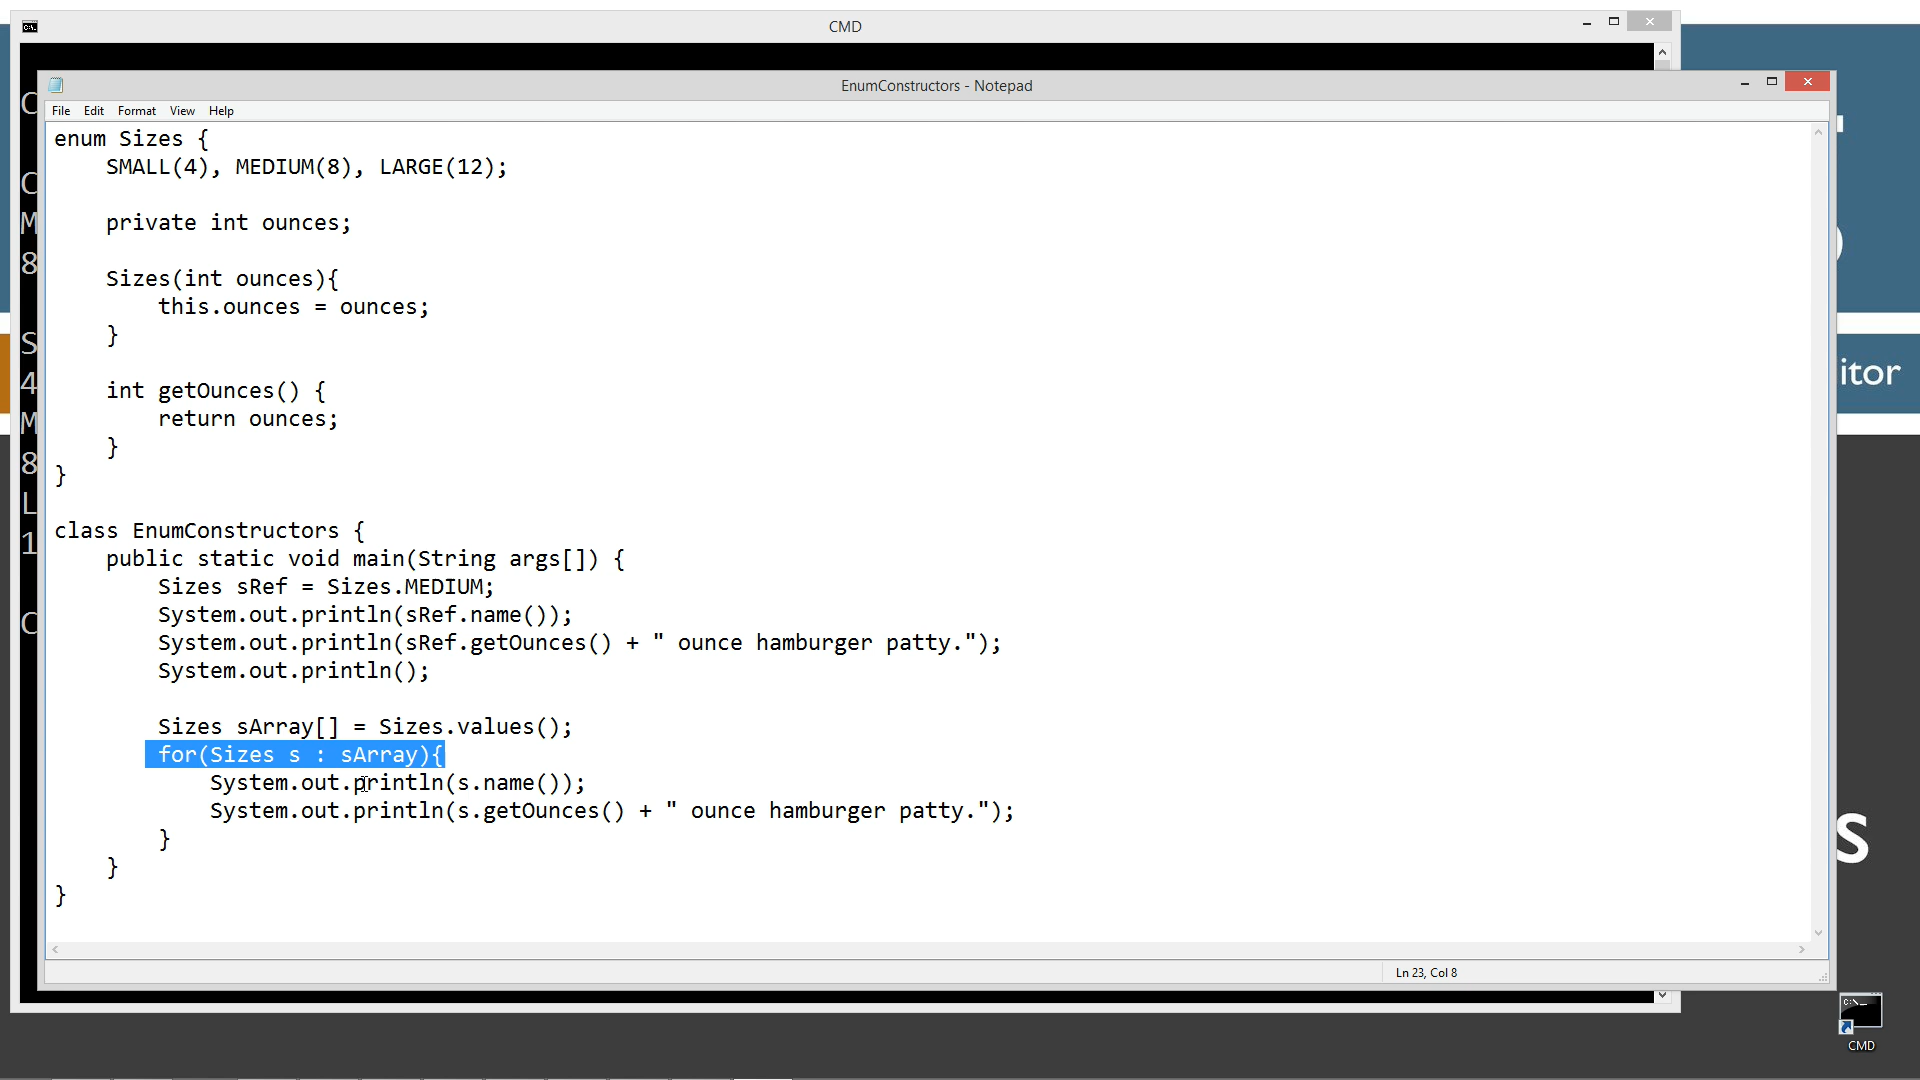 CMD
EnumConstructors - Notepad
File Edit Format View Help
enum Sizes {
    SMALL(4), MEDIUM(8), LARGE(12);
    private int ounces;
    Sizes(int ounces){
        this.ounces = ounces;
    }
    int getOunces() {
        return ounces;
    }
}
class EnumConstructors {
    public static void main(String args[]) {
        Sizes sRef = Sizes.MEDIUM;
        System.out.println(sRef.name());
        System.out.println(sRef.getOunces() + " ounce hamburger patty.");
        System.out.println();
        Sizes sArray[] = Sizes.values();
        for(Sizes s : sArray){
            System.out.println(s.name());
            System.out.println(s.getOunces() + " ounce hamburger patty.");
        }
    }
}
Ln 23, Col 8
C
C
M
8
S
4
M
8
L
1
C
itor
s
C:\_
CMD